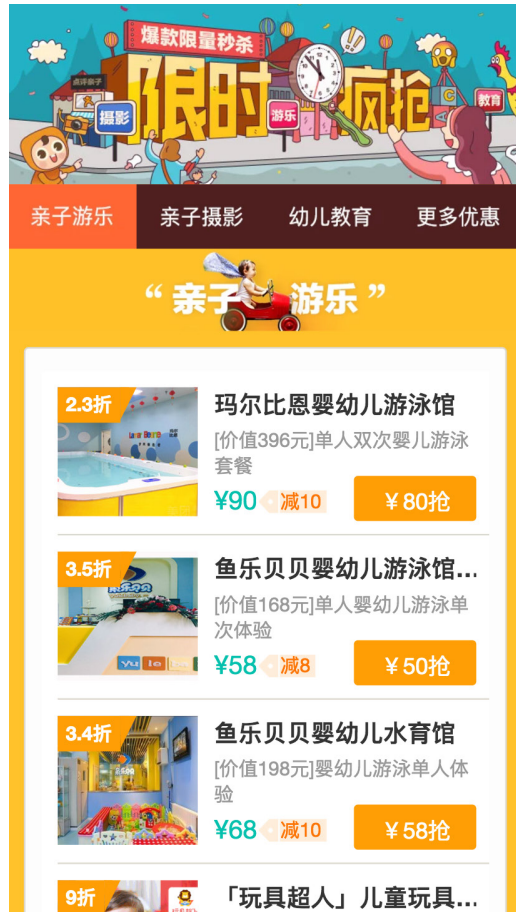 爆款限量秒杀
限时疯抢
点评亲子
摄影
游乐
教育
亲子游乐 亲子摄影 幼儿教育 更多优惠
“亲子游乐”
2.3折
玛尔比恩婴幼儿游泳馆
[价值396元]单人双次婴儿游泳
套餐
¥90 减10 ￥80抢
3.5折
鱼乐贝贝婴幼儿游泳馆...
[价值168元]单人婴幼儿游泳单
次体验
¥58 减8 ￥50抢
3.4折
鱼乐贝贝婴幼儿水育馆
[价值198元]婴幼儿游泳单人体
验
¥68 减10 ￥58抢
9折
「玩具超人」儿童玩具...